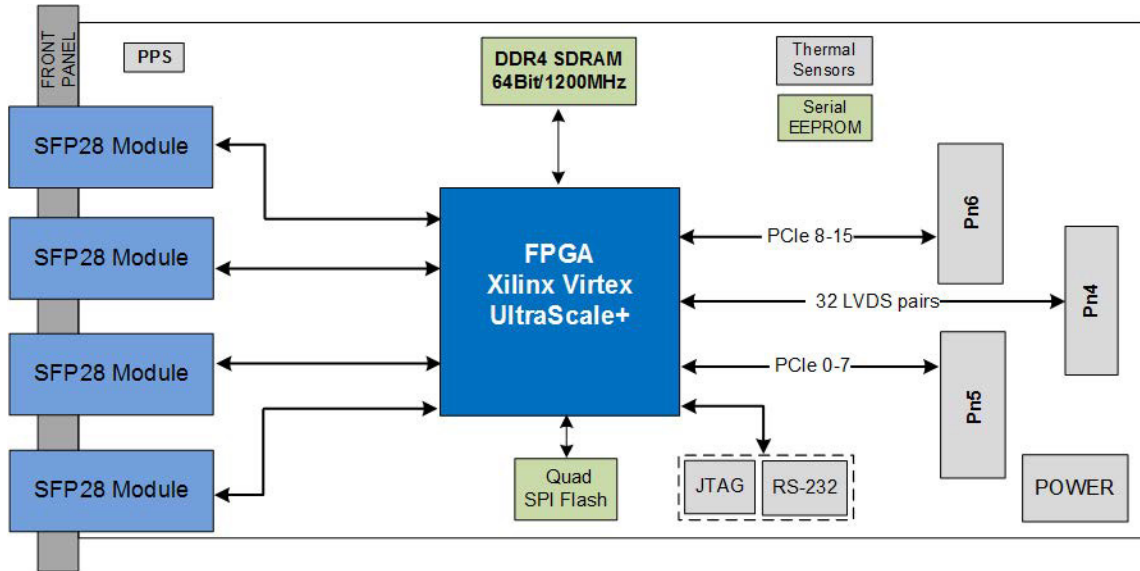 FRONT
PANEL
PPS
DDR4 SDRAM
64Bit/1200MHz
Thermal
Sensors
Serial
EEPROM
SFP28 Module
SFP28 Module
SFP28 Module
SFP28 Module
FPGA
Xilinx Virtex
UltraScale+
PCIe 8-15
Pn6
32 LVDS pairs
Pn4
PCIe 0-7
Pn5
Quad
SPI Flash
JTAG
RS-232
POWER